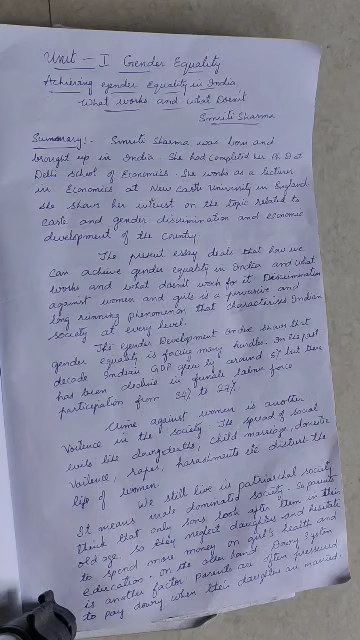 Unit - I Gender Equality
Achieving gender Equality in India
What works and what Doesn't
Smriti Sharma
Summary:- Smriti Sharma was born and
brought up in India She had completed her Ph.D at
Delhi School of Economics. She works as a lecturer
in Economics at New Castle University in England
She shows her interest on the topic related to
caste and gender discrimination and economic
development of the country
The present essay deals that how we
can achieve gender equality in India and what
works and what dosn't work for it Descrimination
against women and girls is a pervasive and
long running phenomenon that characterises Indian
society at every level.
The Gender Development Index shows that
gender equality is facing many hurdles. In the past
decade India's GDP grew by around 6% but there
has been decline in female labour force
participation from 34% to 27%.
Crime against women is another
Voilence in the society The spread of social
evils like dowrydeaths, child marriage, domestic
Voilence, rapes, harashments etc disturb the
life of women
We still live in patriarchal society
It means male dominated society. So parents
think that only sons look after them in their
old age. So they neglect daughters and hesitate
to spend more money on girl's health and
education. On the other hand Dowry System
is another factor parents are often pressurised
to pay dowry when their daughters are married.